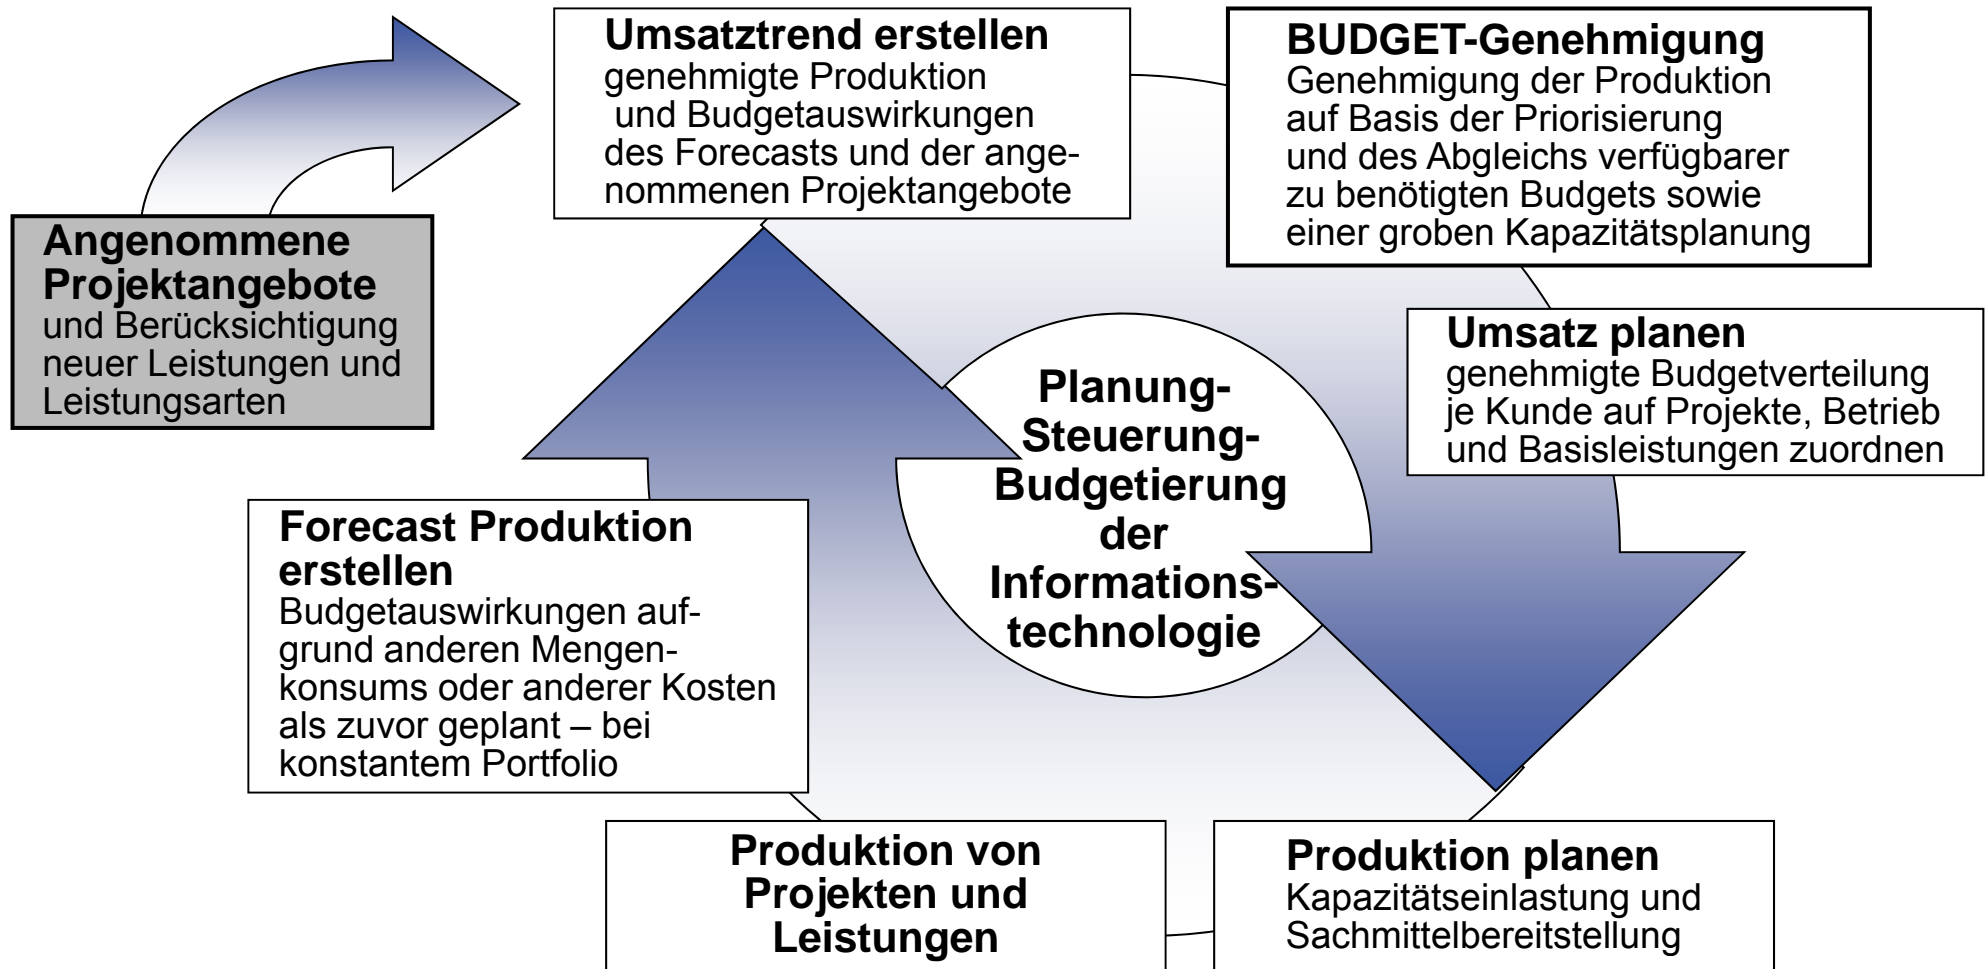 Umsatztrend erstellen
genehmigte Produktion
und Budgetauswirkungen
des Forecasts und der ange-
nommenen Projektangebote
BUDGET-Genehmigung
Genehmigung der Produktion
auf Basis der Priorisierung
und des Abgleichs verfügbarer
zu benötigten Budgets sowie
einer groben Kapazitätsplanung
Angenommene
Projektangebote
und Berücksichtigung
neuer Leistungen und
Leistungsarten
Umsatz planen
genehmigte Budgetverteilung
je Kunde auf Projekte, Betrieb
und Basisleistungen zuordnen
Planung-
Steuerung-
Budgetierung
der
Informations-
technologie
Forecast Produktion
erstellen
Budgetauswirkungen auf-
grund anderen Mengen-
konsums oder anderer Kosten
als zuvor geplant – bei
konstantem Portfolio
Produktion von
Projekten und
Leistungen
Produktion planen
Kapazitätseinlastung und
Sachmittelbereitstellung